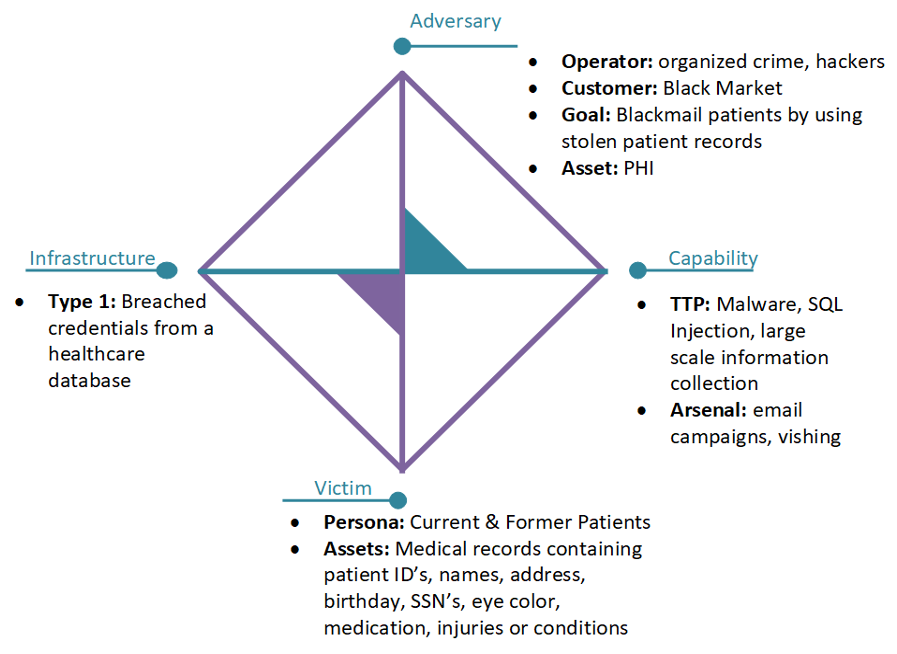 Adversary
• Operator: organized crime, hackers
• Customer: Black Market
• Goal: Blackmail patients by using
stolen patient records
• Asset: PHI
Infrastructure
• Type 1: Breached
credentials from a
healthcare
database
Capability
• TTP: Malware, SQL
Injection, large
scale information
collection
• Arsenal: email
campaigns, vishing
Victim
• Persona: Current & Former Patients
• Assets: Medical records containing
patient ID’s, names, address,
birthday, SSN’s, eye color,
medication, injuries or conditions